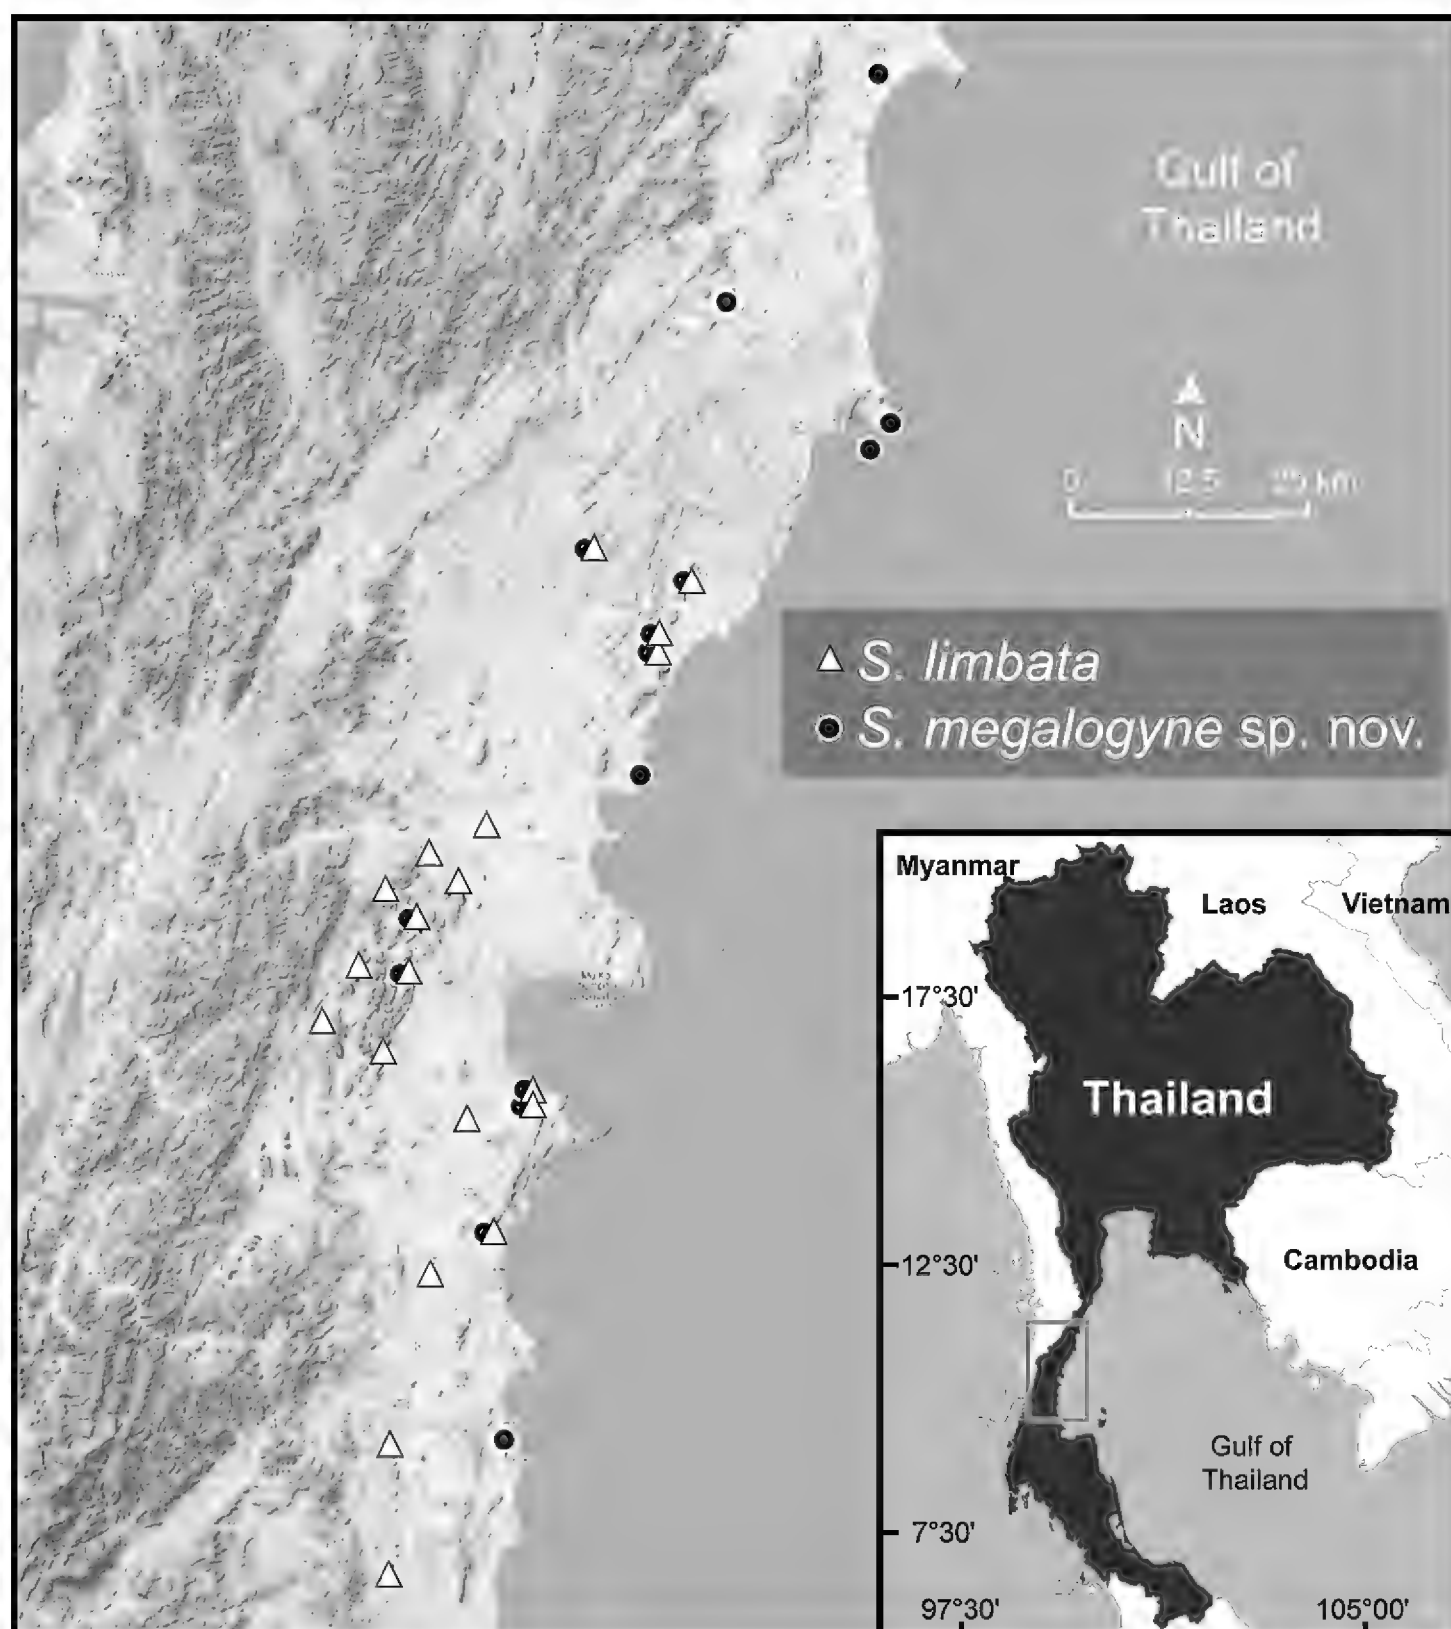 Gulf of
Thailand
N
0 12.5 25 km
S. limbata
S. megalogyne sp. nov.
Myanmar
Laos
Vietnam
17°30'
Thailand
12°30'
Cambodia
Gulf of
Thailand
7°30'
97°30'
105°00'